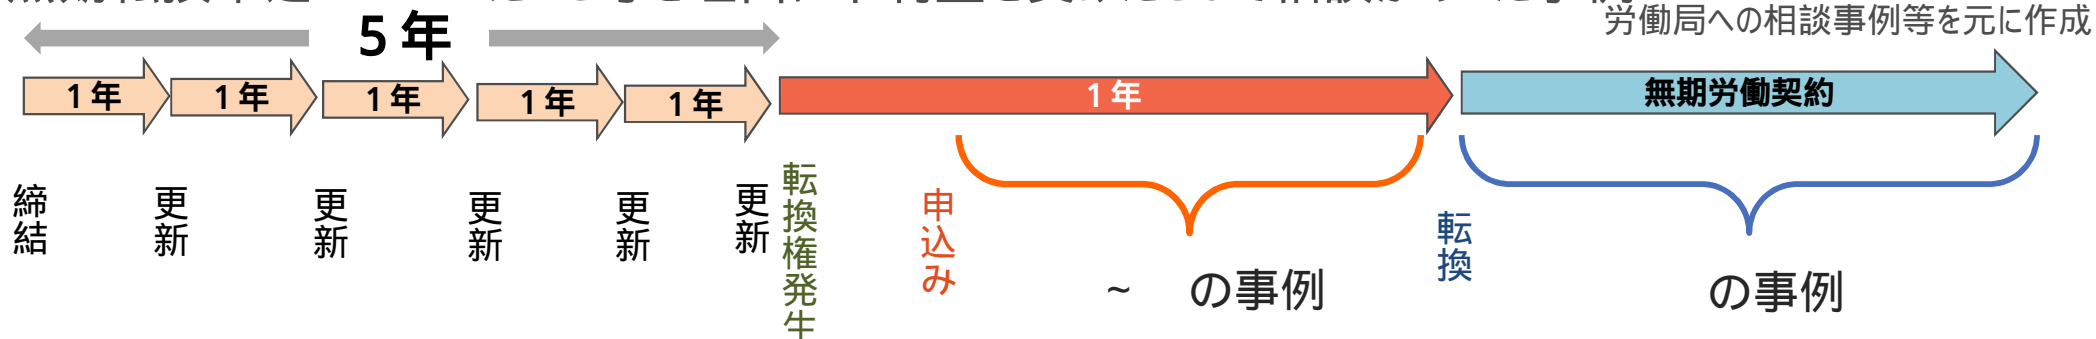 労働局への相談事例等を元に作成
5年
1年
1年
1年
1年
1年
1年
無期労働契約
締結
更新
更新
更新
更新
更新
転換権発生
申込み
転換
~ の事例
の事例